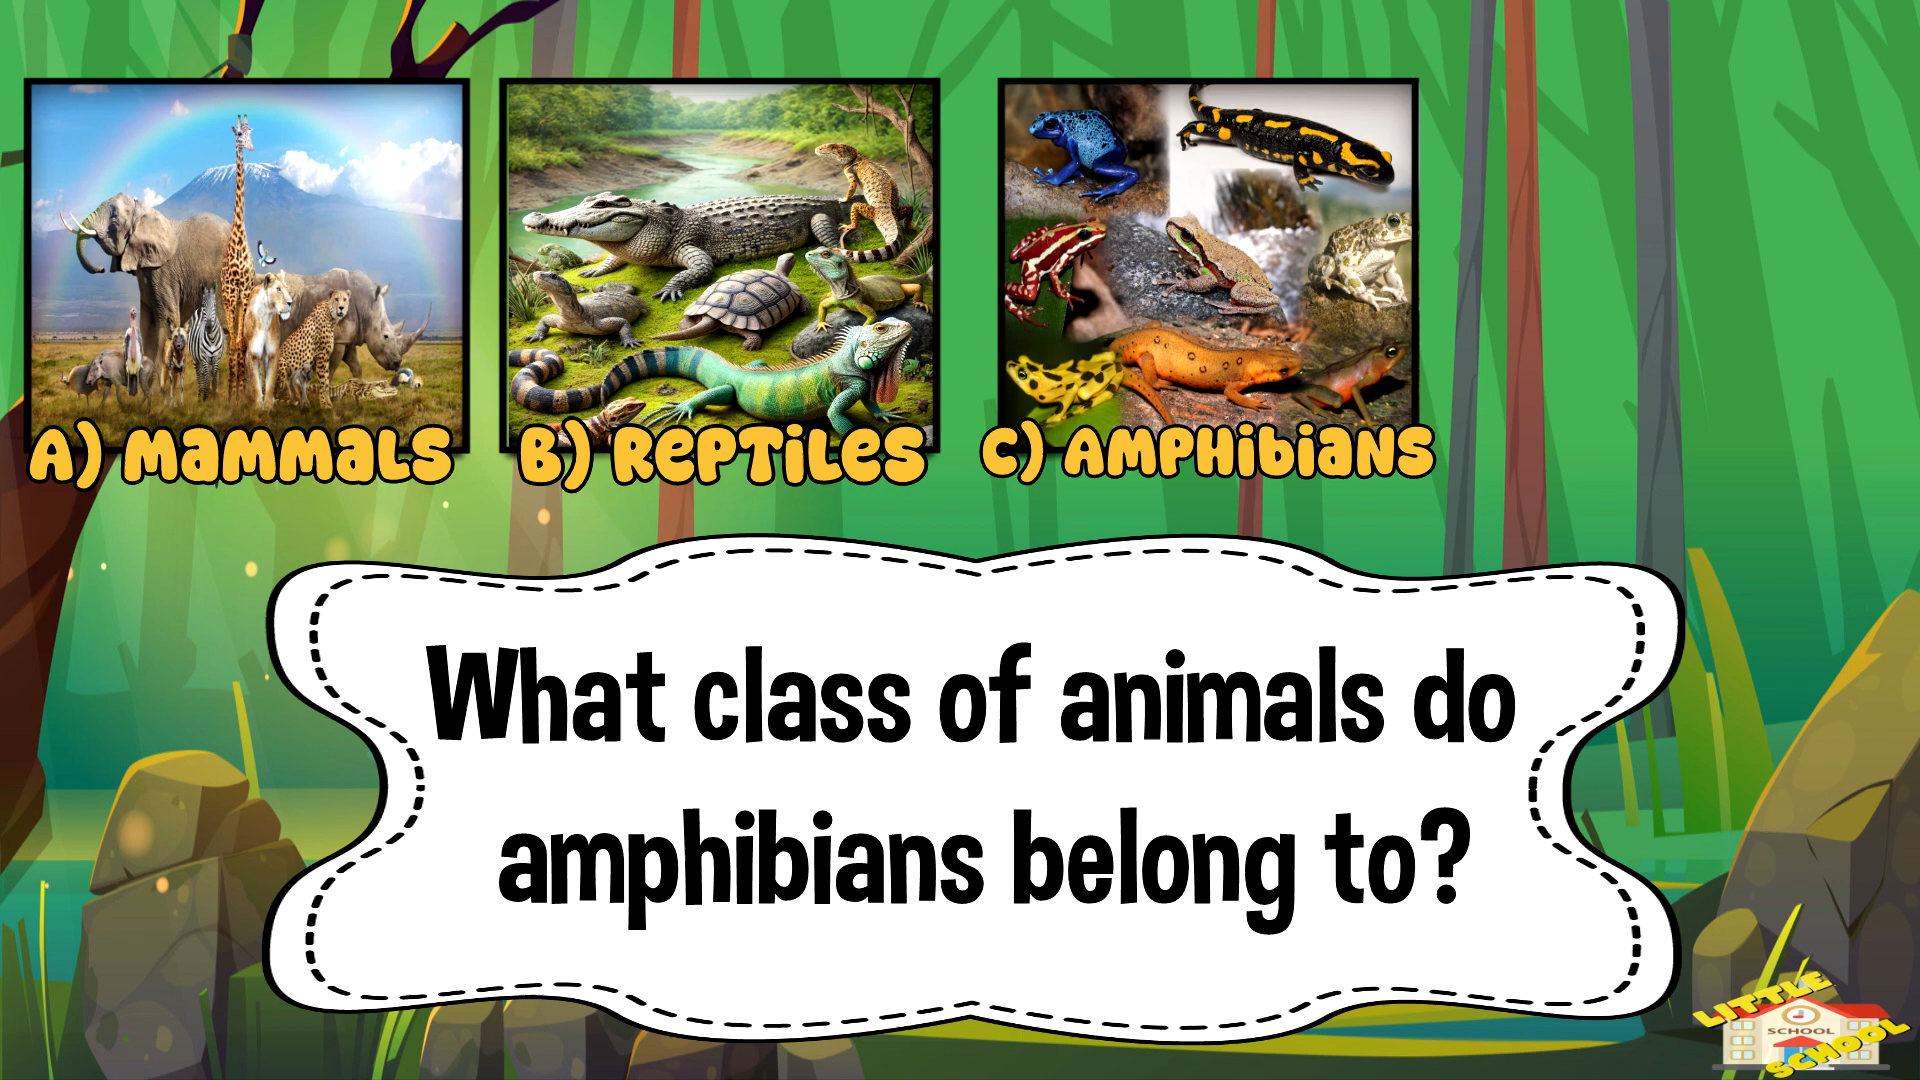 A) MAMMALS
B) REPTILES
C) AMPHIBIANS
What class of animals do
amphibians belong to?
LITTLE
SCHOOL
SCHOOL